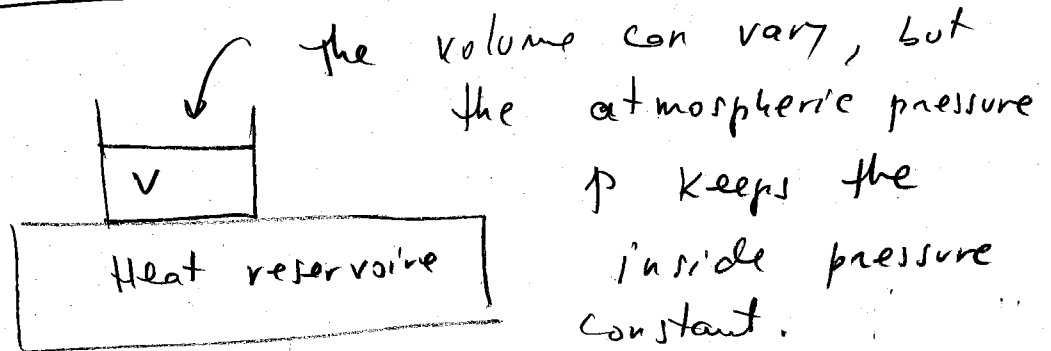 the volume can vary, but
the atmospheric pressure
p keeps the
inside pressure
constant.
V
Heat reservoire